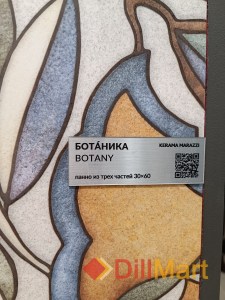 БОТА́НИКА
KERAMA MARAZZI
BOTANY
панно из трех частей 30×60
DillMart